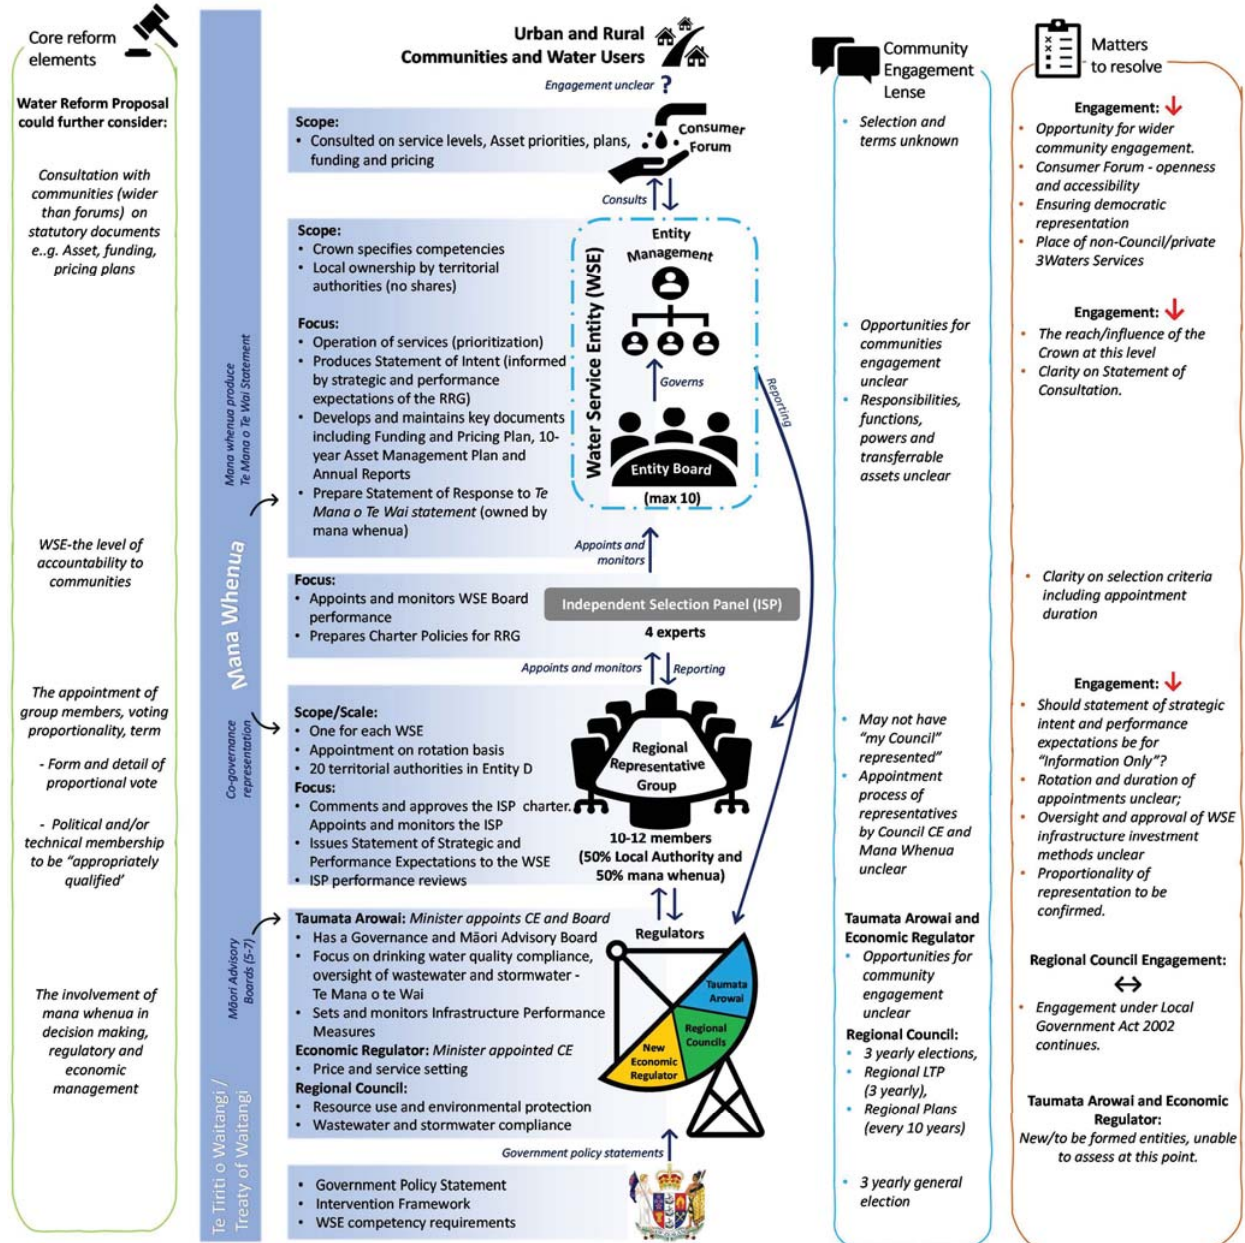 Core reform
elements
Water Reform Proposal
could further consider:
Consultation with
communities (wider
than forums) on
statutory documents
e..g. Asset, funding,
pricing plans
WSE-the level of
accountability to
communities
The appointment of
group members, voting
proportionality, term
- Form and detail of
proportional vote
- Political and/or
technical membership
to be “appropriately
qualified’
The involvement of
mana whenua in
decision making,
regulatory and
economic
management
Mana whenua produce
Te Mana o Te Wai Statement
Mana Whenua
Co-governance
representation
Māori Advisory
Boards (5-7)
Te Tiriti o Waitangi /
Treaty of Waitangi
Urban and Rural
Communities and Water Users
Engagement unclear ?
Scope:
• Consulted on service levels, Asset priorities, plans,
funding and pricing
Consumer
Forum
Consults
Scope:
• Crown specifies competencies
• Local ownership by territorial
authorities (no shares)
Focus:
• Operation of services (prioritization)
• Produces Statement of Intent (informed
by strategic and performance
expectations of the RRG)
• Develops and maintains key documents
including Funding and Pricing Plan, 10-
year Asset Management Plan and
Annual Reports
• Prepare Statement of Response to Te
Mana o Te Wai statement (owned by
mana whenua)
Water Service Entity (WSE)
Entity
Management
Governs
Entity Board
(max 10)
Reporting
Appoints and
monitors
Focus:
• Appoints and monitors WSE Board
performance
• Prepares Charter Policies for RRG
Independent Selection Panel (ISP)
4 experts
Appoints and monitors
Reporting
Scope/Scale:
• One for each WSE
• Appointment on rotation basis
• 20 territorial authorities in Entity D
Focus:
• Comments and approves the ISP charter.
Appoints and monitors the ISP
• Issues Statement of Strategic and
Performance Expectations to the WSE
• ISP performance reviews
Regional
Representative
Group
10-12 members
(50% Local Authority and
50% mana whenua)
Taumata Arowai: Minister appoints CE and Board
• Has a Governance and Māori Advisory Board
• Focus on drinking water quality compliance,
oversight of wastewater and stormwater -
Te Mana o te Wai
• Sets and monitors Infrastructure Performance
Measures
Economic Regulator: Minister appointed CE
• Price and service setting
Regional Council:
• Resource use and environmental protection
• Wastewater and stormwater compliance
Regulators
Taumata
Arowai
Regional
Councils
New
Economic
Regulator
Government policy statements
• Government Policy Statement
• Intervention Framework
• WSE competency requirements
Community
Engagement
Lense
• Selection and
terms unknown
• Opportunities for
communities
engagement
unclear
• Responsibilities,
functions,
powers and
transferrable
assets unclear
• May not have
“my Council”
represented”
• Appointment
process of
representatives
by Council CE and
Mana Whenua
unclear
Taumata Arowai and
Economic Regulator
• Opportunities for
community
engagement
unclear
Regional Council:
• 3 yearly elections,
• Regional LTP
(3 yearly),
• Regional Plans
(every 10 years)
• 3 yearly general
election
Matters
to resolve
Engagement:
• Opportunity for wider
community engagement.
• Consumer Forum - openness
and accessibility
• Ensuring democratic
representation
• Place of non-Council/private
3Waters Services
Engagement:
• The reach/influence of the
Crown at this level
• Clarity on Statement of
Consultation.
• Clarity on selection criteria
including appointment
duration
Engagement:
• Should statement of strategic
intent and performance
expectations be for
“Information Only”?
• Rotation and duration of
appointments unclear;
• Oversight and approval of WSE
infrastructure investment
methods unclear
• Proportionality of
representation to be
confirmed.
Regional Council Engagement:
• Engagement under Local
Government Act 2002
continues.
Taumata Arowai and Economic
Regulator:
New/to be formed entities, unable
to assess at this point.